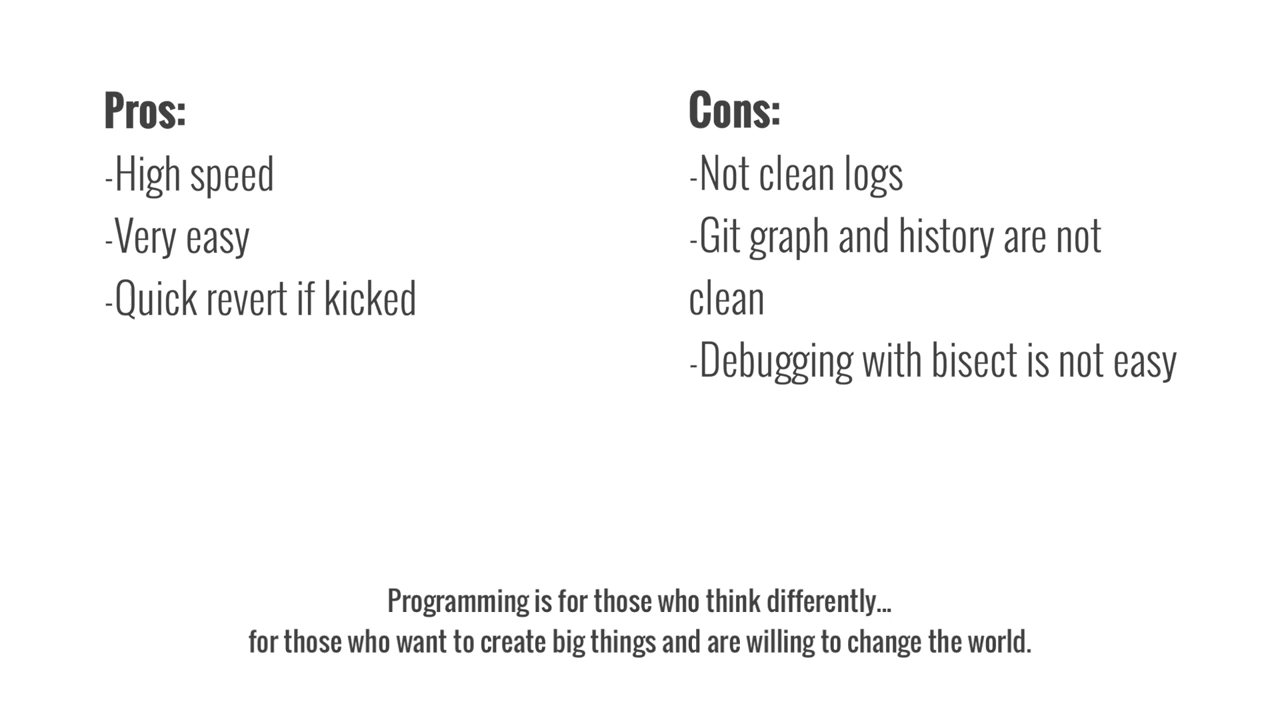 Pros:
-High speed
-Very easy
-Quick revert if kicked
Cons:
-Not clean logs
-Git graph and history are not
clean
-Debugging with bisect is not easy
Programming is for those who think differently...
for those who want to create big things and are willing to change the world.